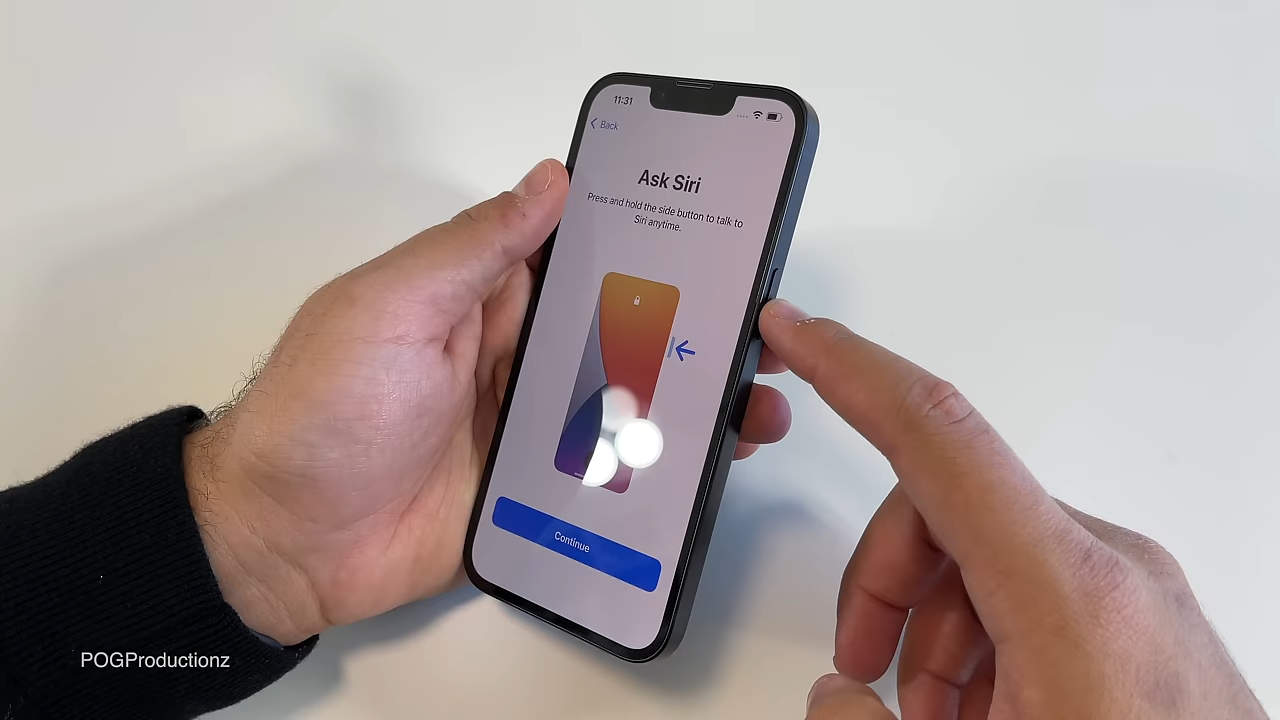 11:31
Back
Ask Siri
Press and hold the side button to talk to
Siri anytime.
Continue
POGProductionz